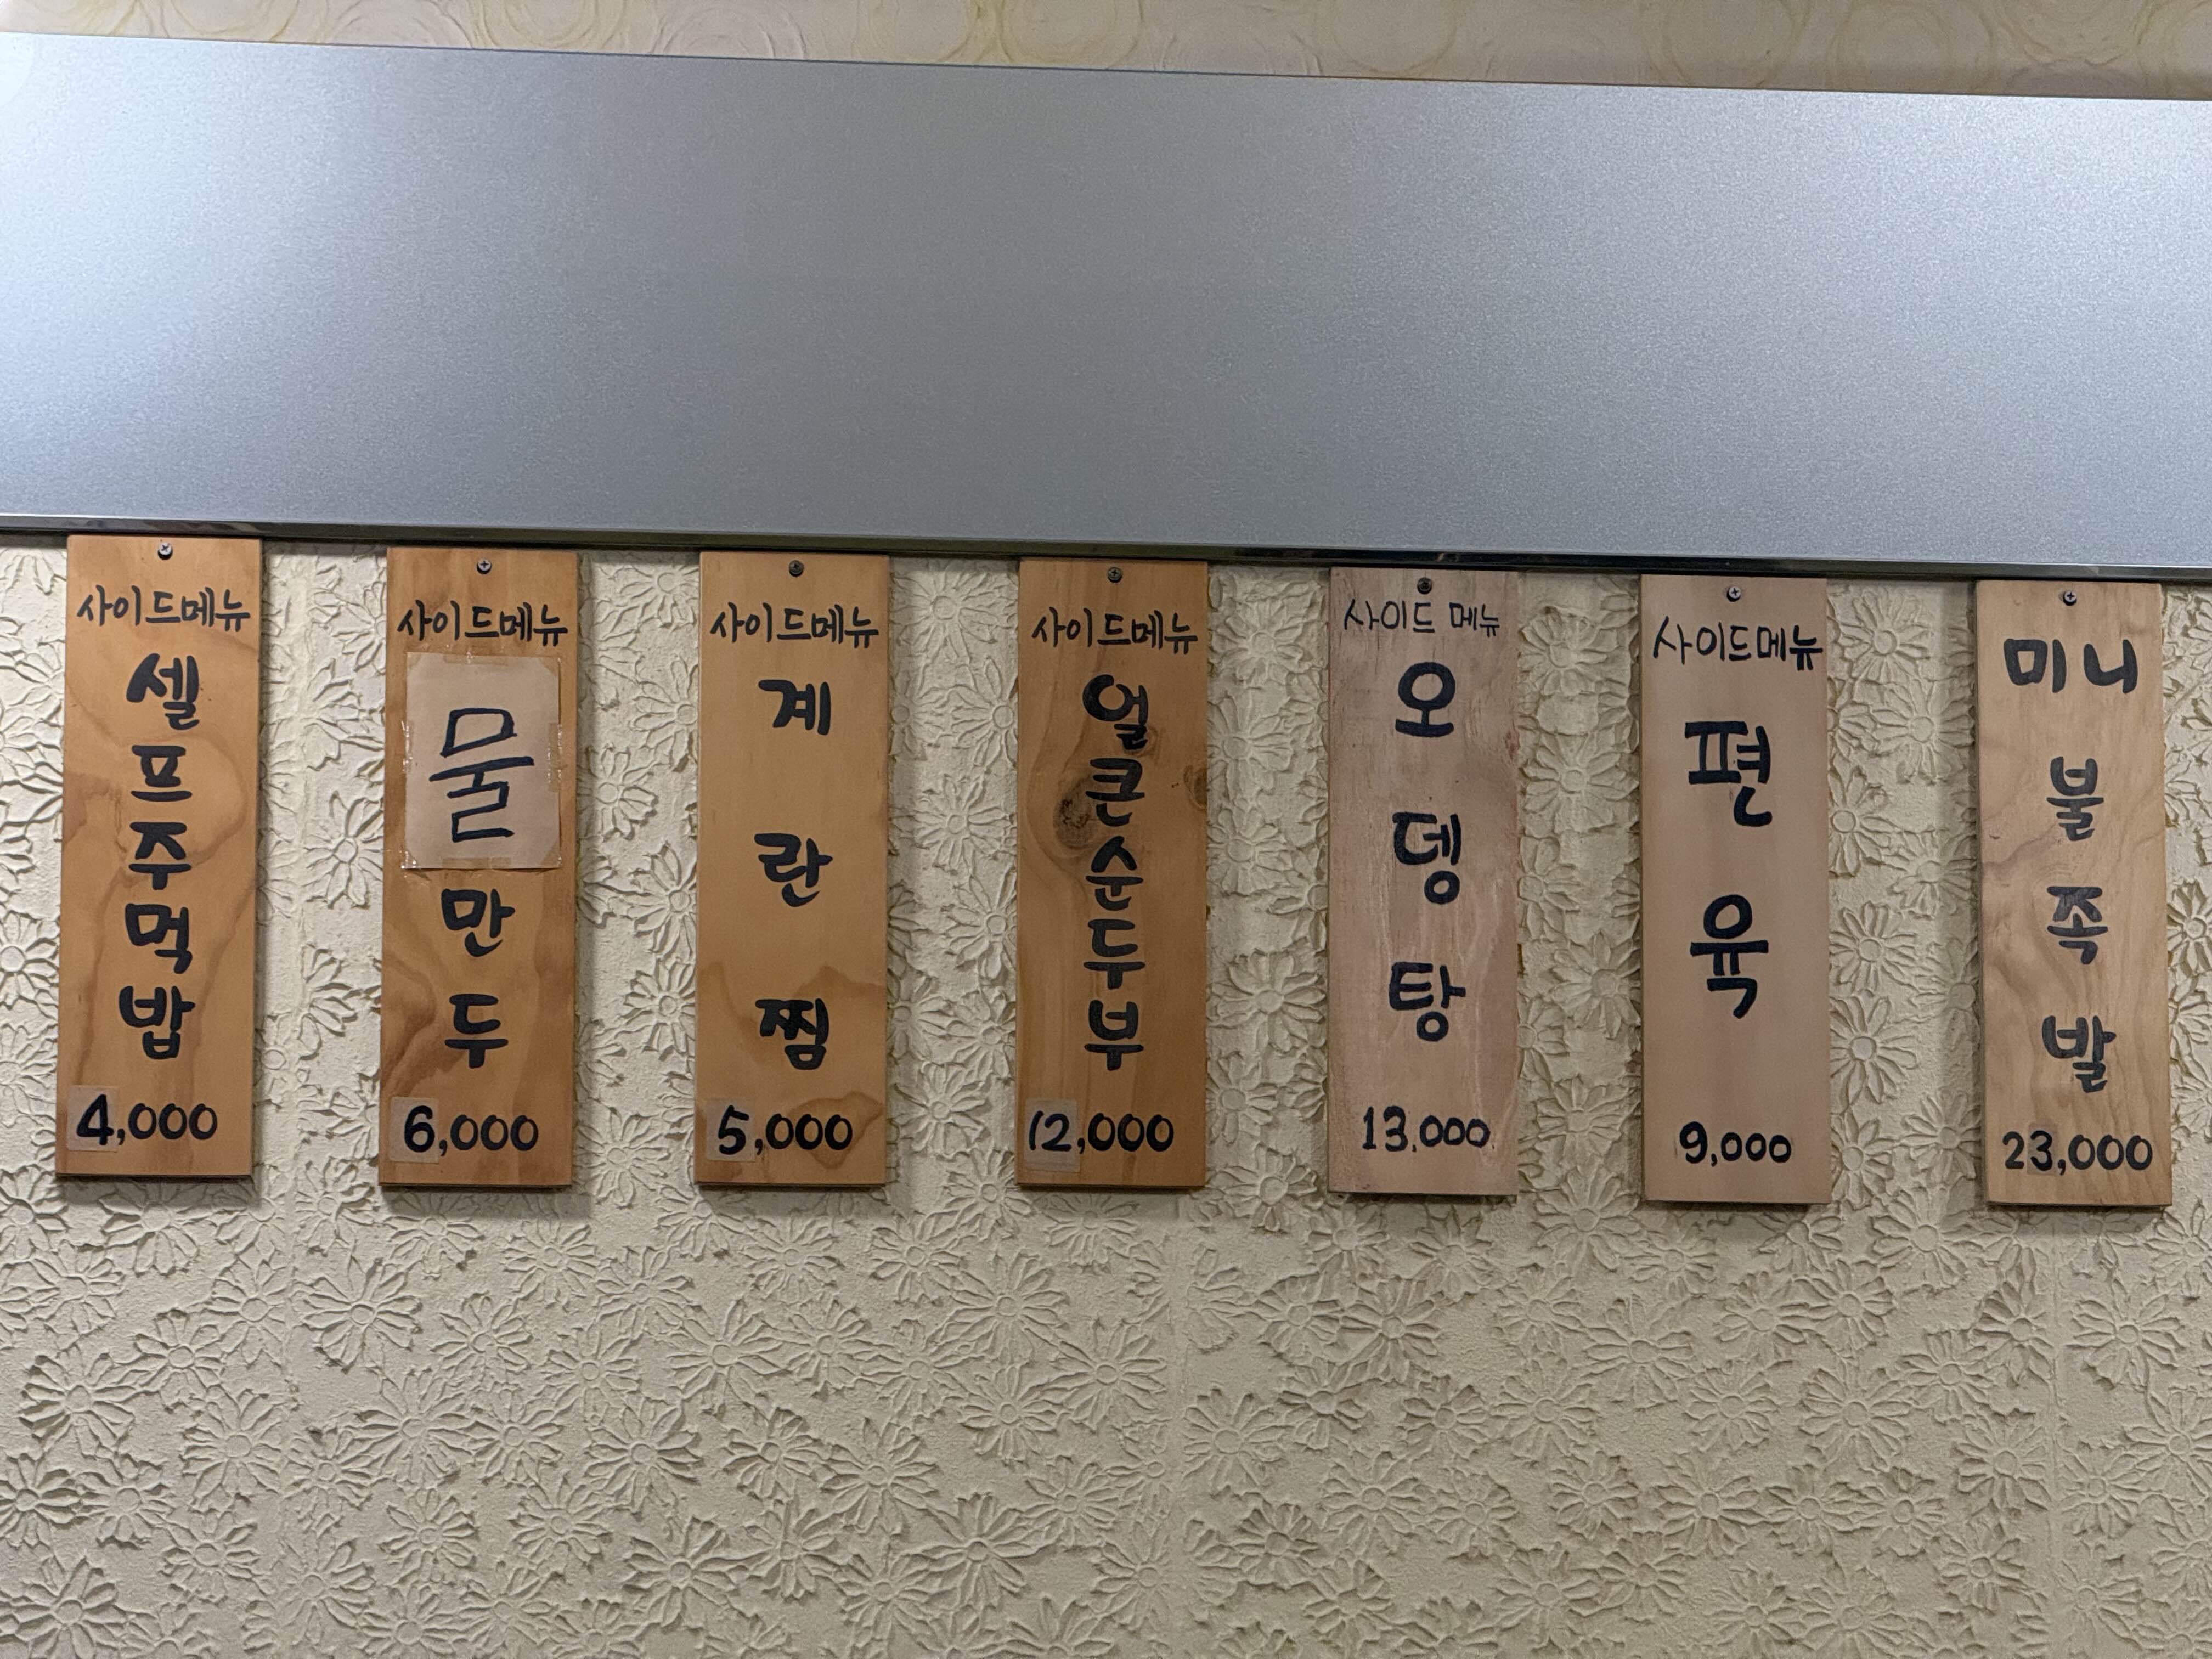 사이드메뉴
셀프주먹밥
4,000
사이드메뉴
물만두
6,000
사이드메뉴
계란찜
5,000
사이드메뉴
얼큰순두부
12,000
사이드 메뉴
오뎅탕
13,000
사이드메뉴
편육
9,000
미니
불족발
23,000